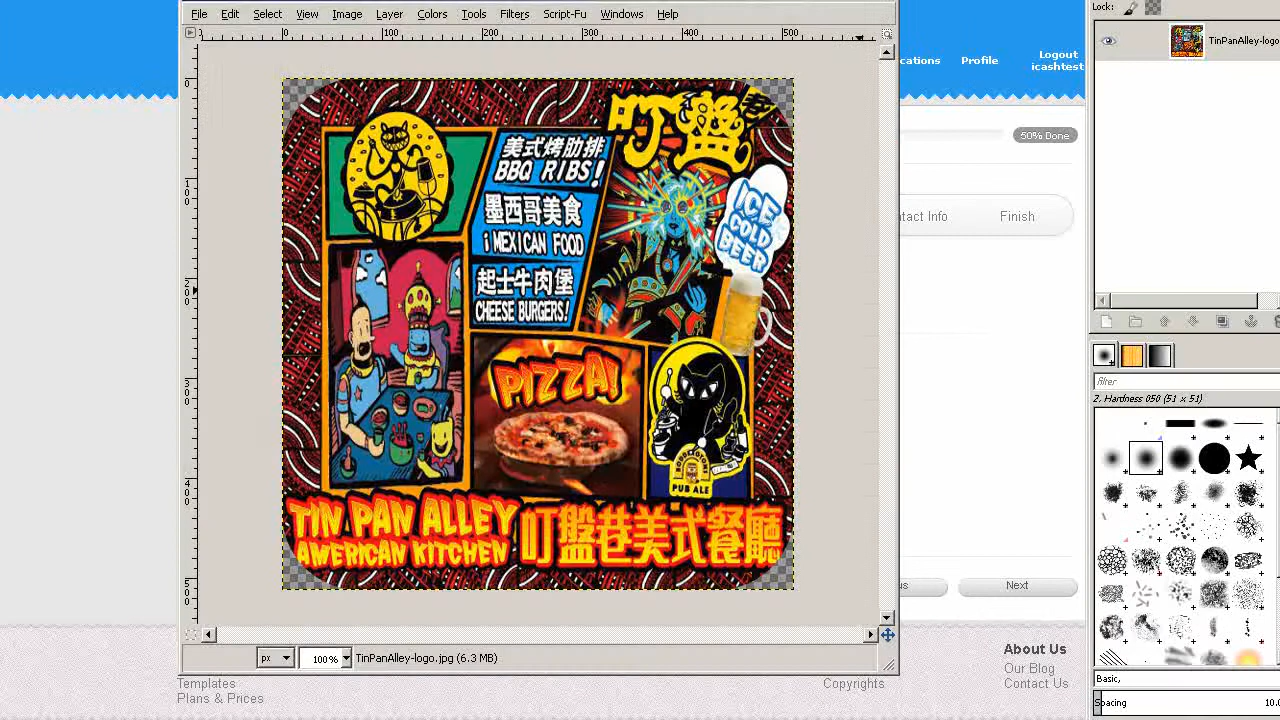 File Edit Select View Image Layer Colors Tools Filters Script-Fu Windows Help
Lock:
TinPanAlley-logo
cations Profile Logout
icashtest
50% Done
tact Info Finish
0 100 200 300 400 500
叮盤巷
美式烤肋排
BBQ RIBS!
墨西哥美食
¡MEXICAN FOOD
起士牛肉堡
CHEESE BURGERS!
ICE
COLD
BEER
PIZZA!
PUB ALE
TIN PAN ALLEY
AMERICAN KITCHEN
叮盤巷美式餐廳
px 100% TinPanAlley-logo.jpg (6.3 MB)
filter
2. Hardness 050 (51 x 51)
Basic,
Spacing 10.0
Next
Templates
Plans & Prices
Copyrights
About Us
Our Blog
Contact Us